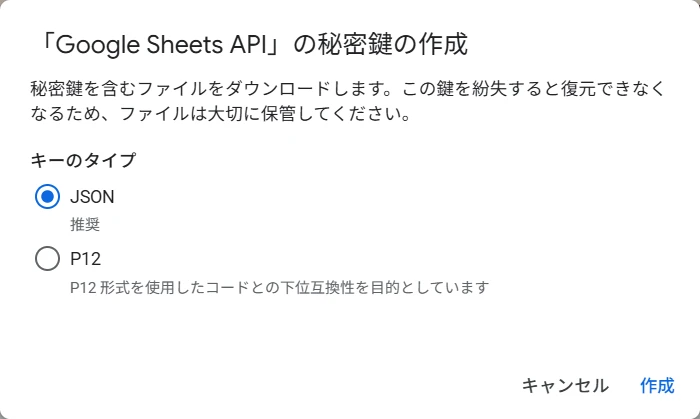 「Google Sheets API」の秘密鍵の作成
秘密鍵を含むファイルをダウンロードします。この鍵を紛失すると復元できなく
なるため、ファイルは大切に保管してください。
キーのタイプ
JSON
推奨
P12
P12 形式を使用したコードとの下位互換性を目的としています
キャンセル
作成